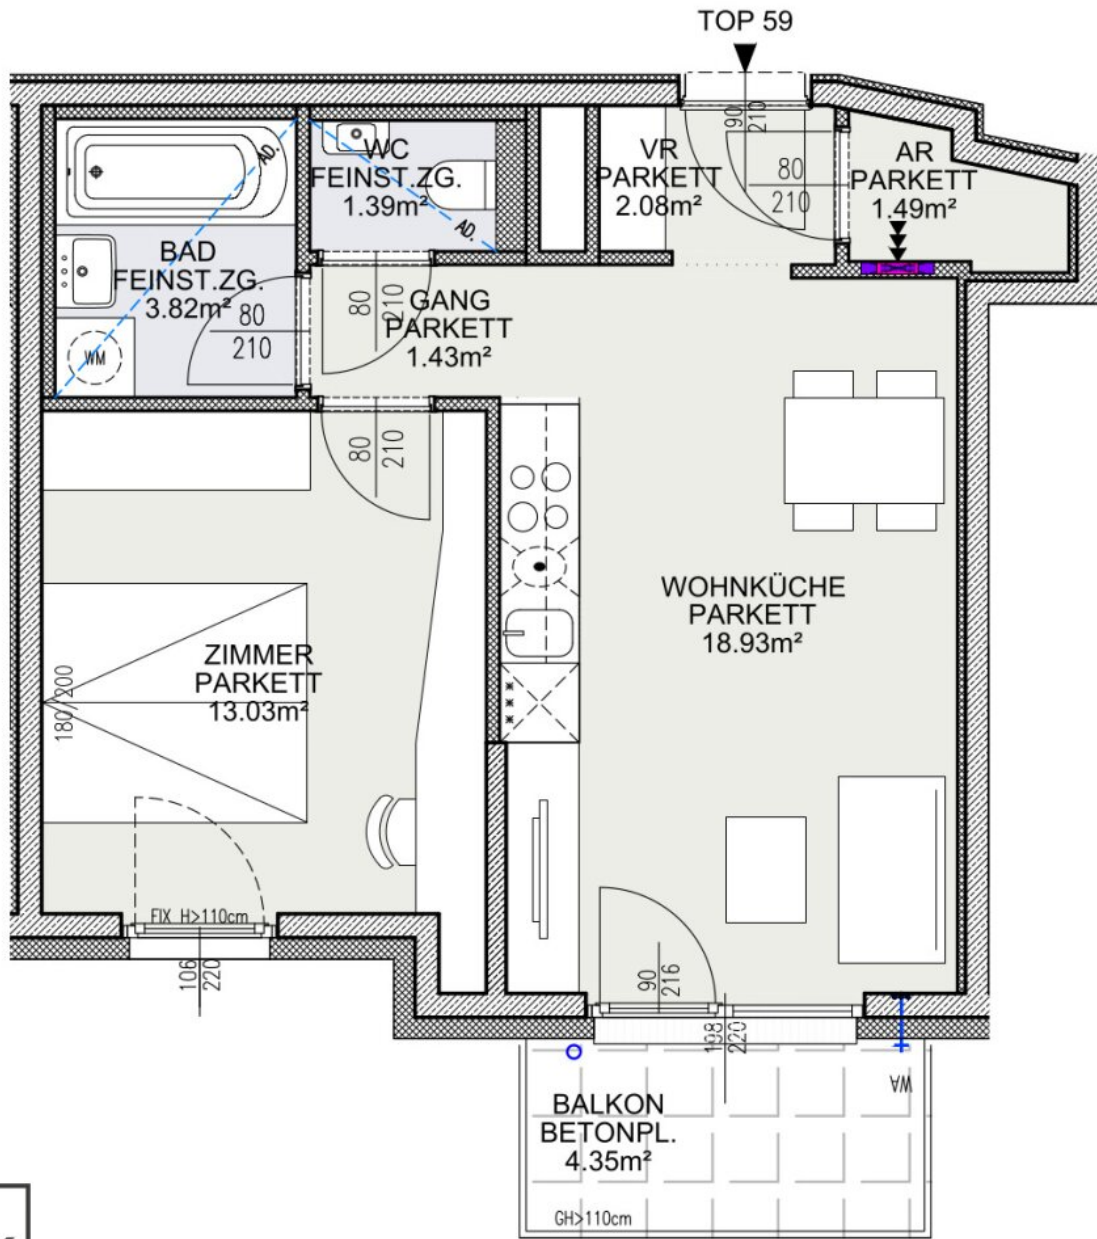 TOP 59
90
210
WC
FEINST.ZG.
1.39m²
AD.
AD.
VR
PARKETT
2.08m²
80
210
AR
PARKETT
1.49m²
BAD
FEINST.ZG.
3.82m²
80
210
80
210
GANG
PARKETT
1.43m²
WM
80
210
WOHNKÜCHE
PARKETT
18.93m²
ZIMMER
PARKETT
13.03m²
180/200
FIX H>110cm
106
220
90
216
198
220
WA
BALKON
BETONPL.
4.35m²
GH>110cm